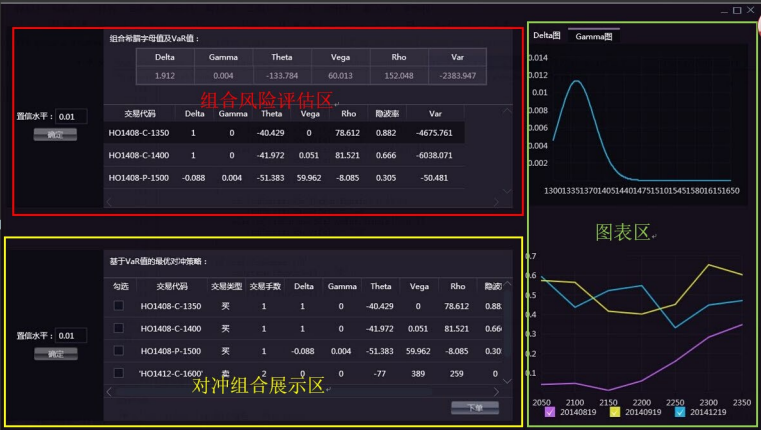 组合希腊字母值及VaR值：
Delta Gamma Theta Vega Rho Var
1.912 0.004 -133.784 60.013 152.048 -2383.947
组合风险评估区
置信水平： 0.01
确定
交易代码 Delta Gamma Theta Vega Rho 隐波率 Var
HO1408-C-1350 1 0 -40.429 0 78.612 0.882 -4675.761
HO1408-C-1400 1 0 -41.972 0.051 81.521 0.666 -6038.071
HO1408-P-1500 -0.088 0.004 -51.383 59.962 -8.085 0.305 -50.481
基于VaR值的最优对冲策略：
勾选 交易代码 交易类型 交易手数 Delta Gamma Theta Vega Rho 隐波
HO1408-C-1350 买 1 1 0 -40.429 0 78.612 0.88
HO1408-C-1400 买 1 1 0 -41.972 0.051 81.521 0.66
置信水平： 0.01
确定
HO1408-P-1500 买 1 -0.088 0.004 -51.383 59.962 -8.085 0.30
'HO1412-C-1600' 卖 2 0 0 -77 389 259 0
对冲组合展示区
下单
Delta图 Gamma图
0.014
0.012
0.01
0.008
0.006
0.004
0.002
13001335137014051440147515101545158016151650
图表区
0.7
0.6
0.5
0.4
0.3
0.2
0.1
2050 2100 2150 2200 2250 2300 2350
20140819 20140919 20141219